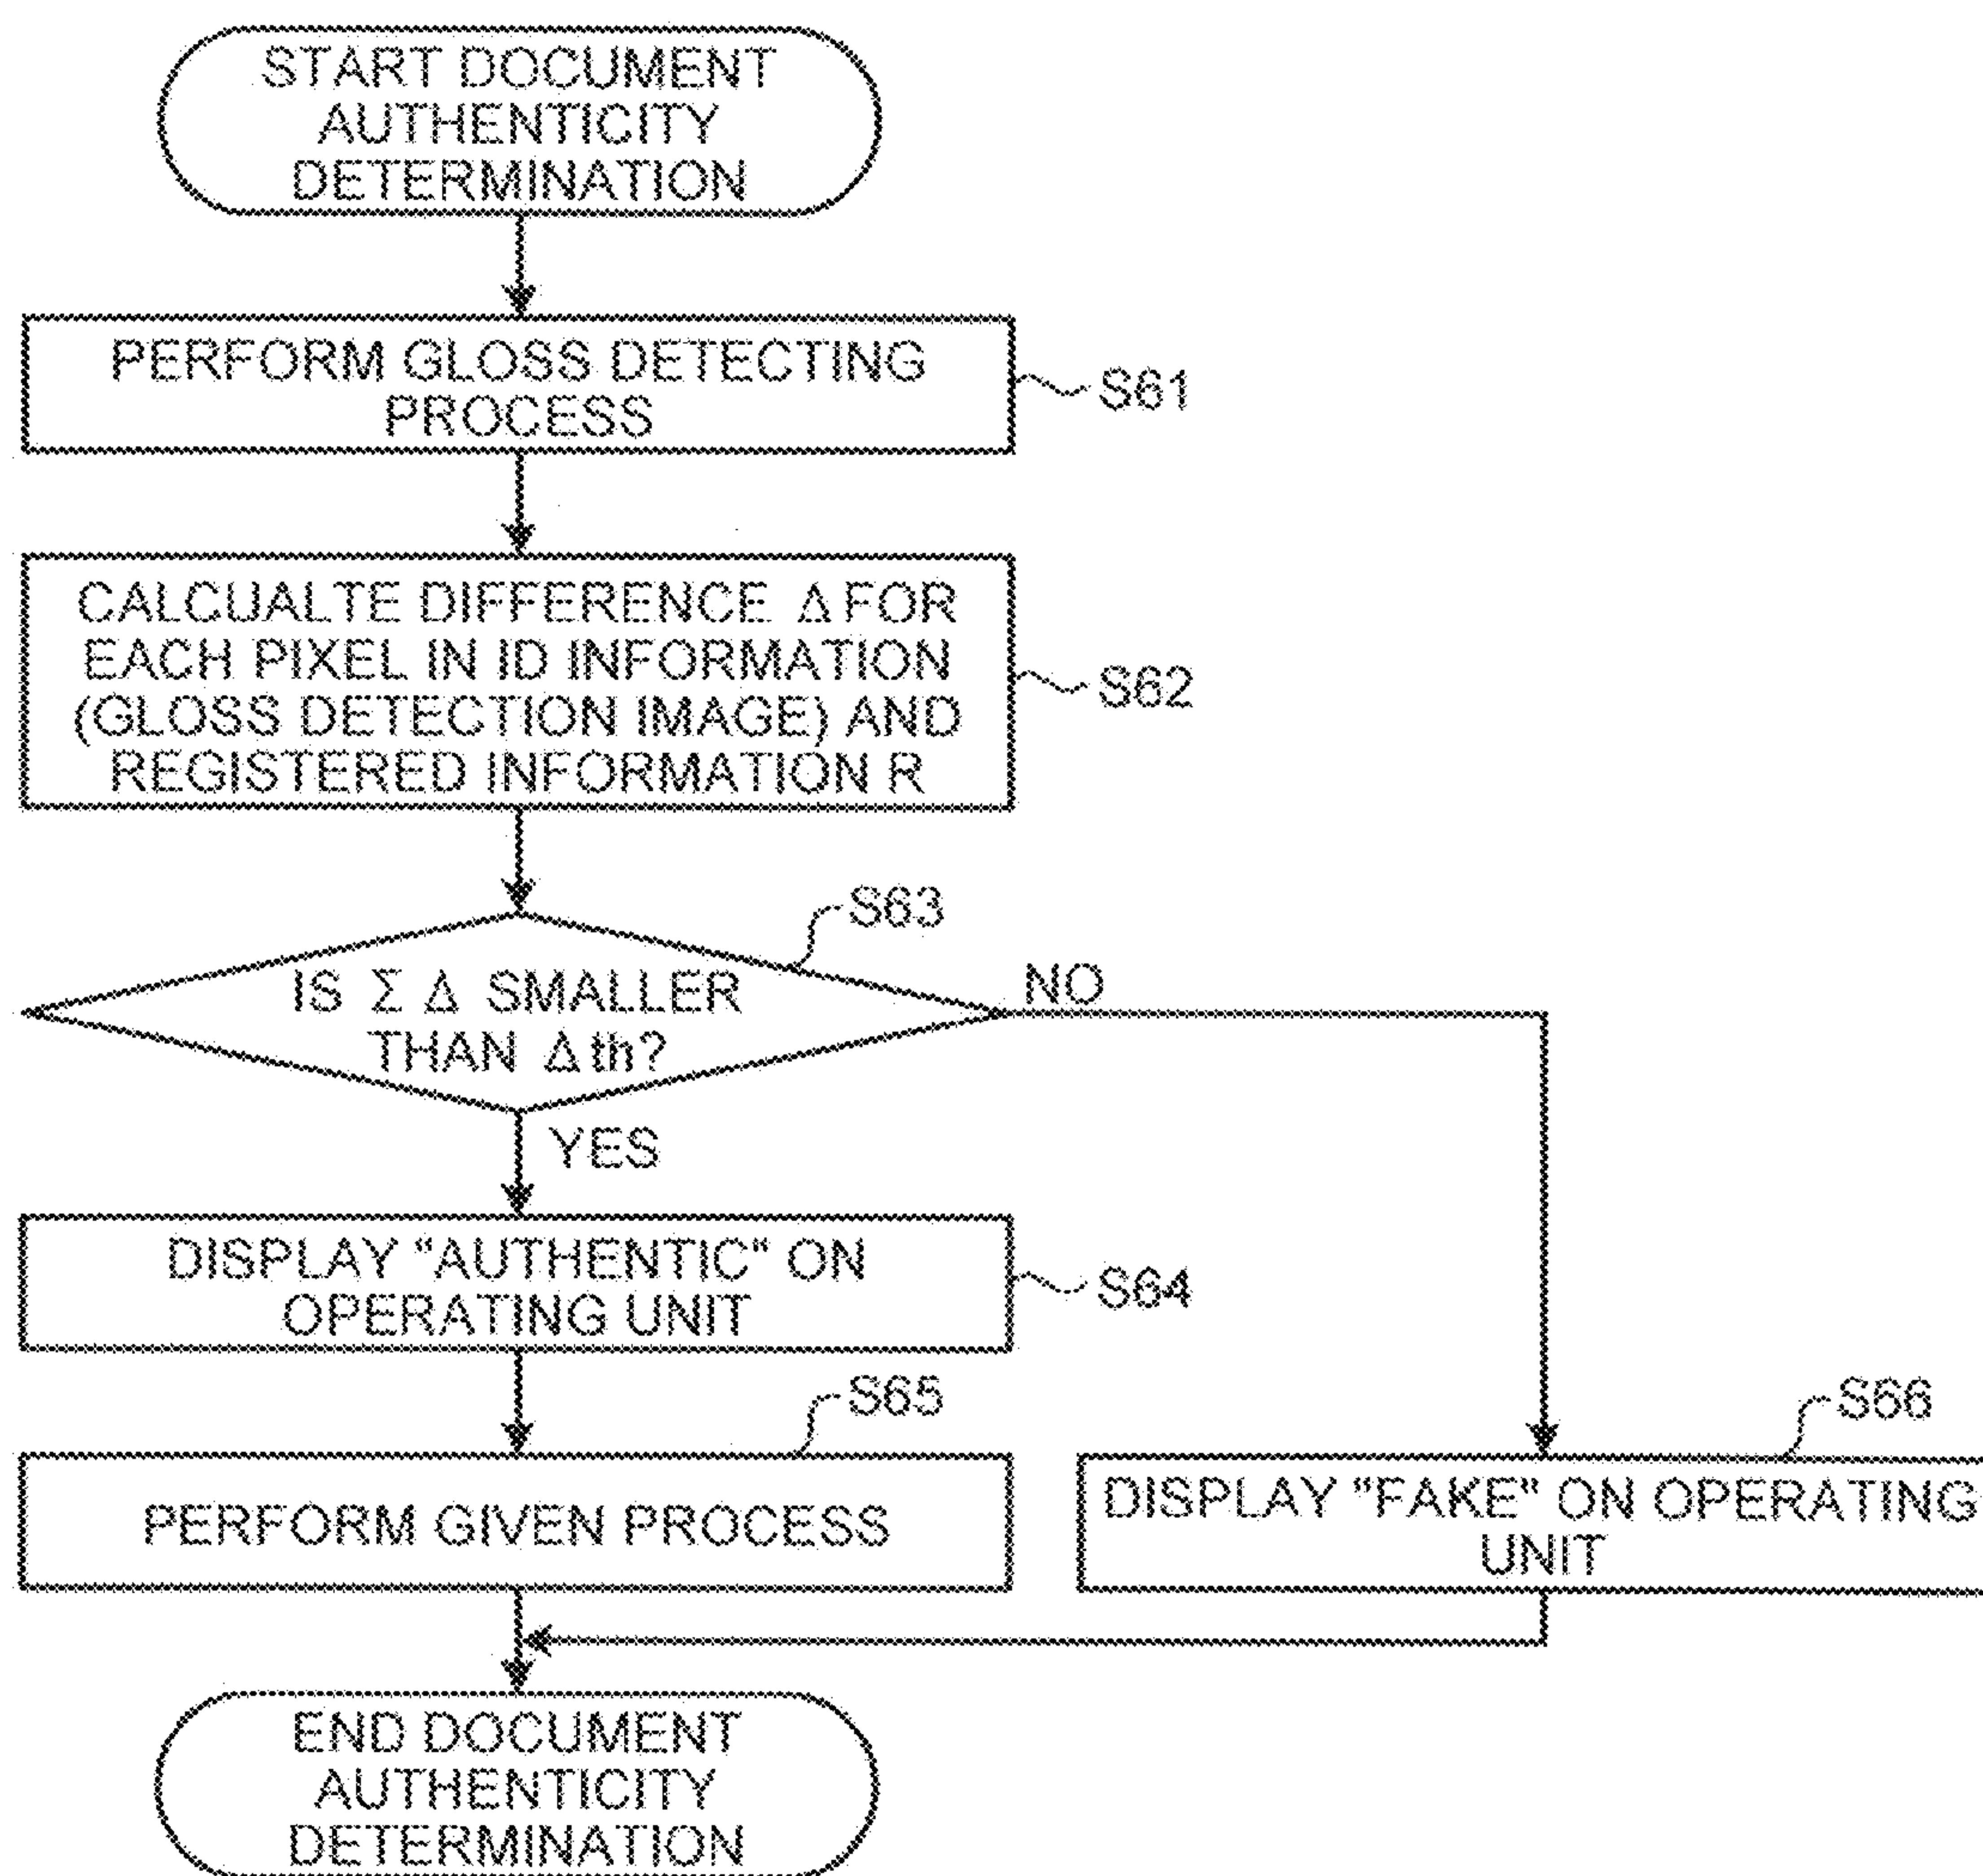 START DOCUMENT
AUTHENTICITY
DETERMINATION
PERFORM GLOSS DETECTING
PROCESS
S61
CALCUALTE DIFFERENCE Δ FOR
EACH PIXEL IN ID INFORMATION
(GLOSS DETECTION IMAGE) AND
REGISTERED INFORMATION R
S62
S63
IS Σ Δ SMALLER
THAN Δth?
NO
YES
DISPLAY "AUTHENTIC" ON
OPERATING UNIT
S64
S65
PERFORM GIVEN PROCESS
S66
DISPLAY "FAKE" ON OPERATING
UNIT
END DOCUMENT
AUTHENTICITY
DETERMINATION